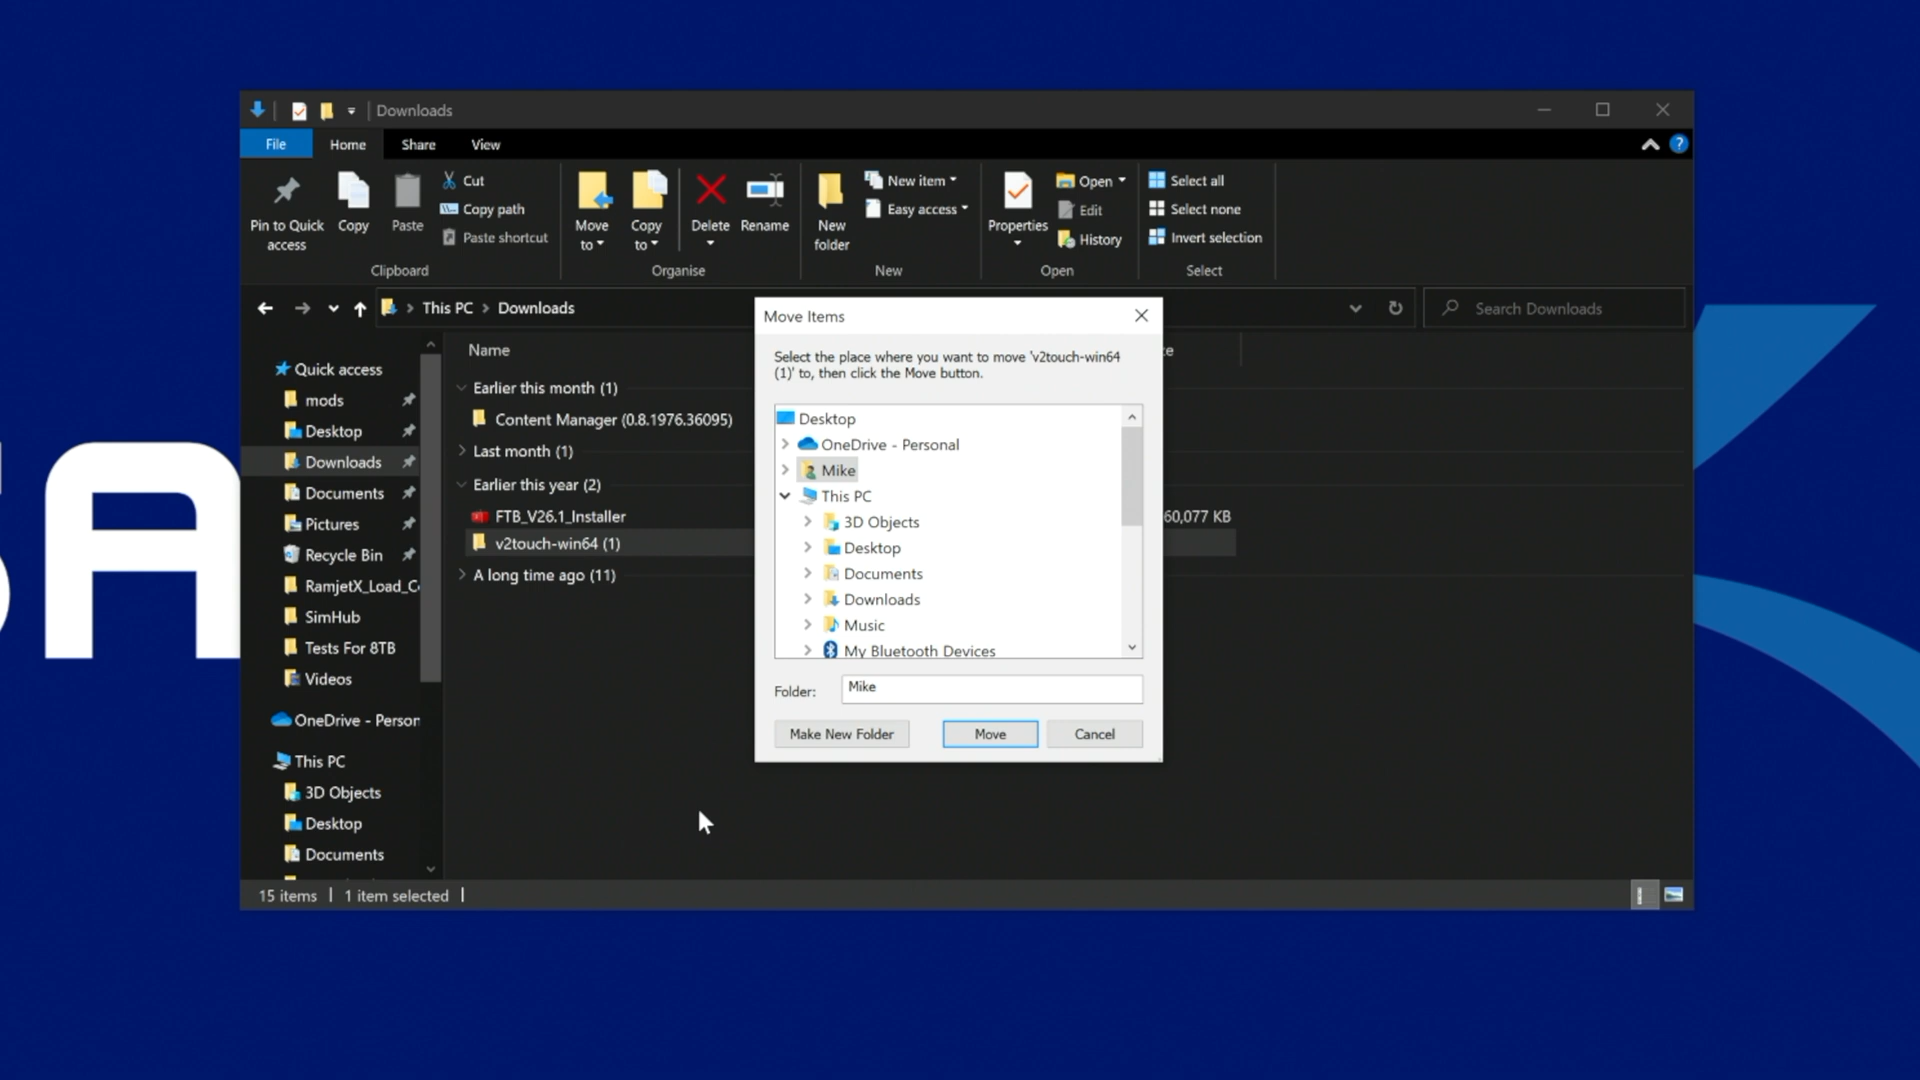 Downloads
File Home Share View
Pin to Quick access
Copy
Paste
Cut
Copy path
Paste shortcut
Clipboard
Move to
Copy to
Delete
Rename
Organise
New folder
New item
Easy access
New
Properties
Open
Edit
History
Open
Select all
Select none
Invert selection
Select
This PC > Downloads
Search Downloads
Quick access
mods
Desktop
Downloads
Documents
Pictures
Recycle Bin
RamjetX_Load_C
SimHub
Tests For 8TB
Videos
OneDrive - Person
This PC
3D Objects
Desktop
Documents
Name
Earlier this month (1)
Content Manager (0.8.1976.36095)
Last month (1)
Earlier this year (2)
FTB_V26.1_Installer
60,077 KB
v2touch-win64 (1)
A long time ago (11)
Move Items
Select the place where you want to move 'v2touch-win64
(1)' to, then click the Move button.
Desktop
OneDrive - Personal
Mike
This PC
3D Objects
Desktop
Documents
Downloads
Music
My Bluetooth Devices
Folder: Mike
Make New Folder Move Cancel
15 items 1 item selected